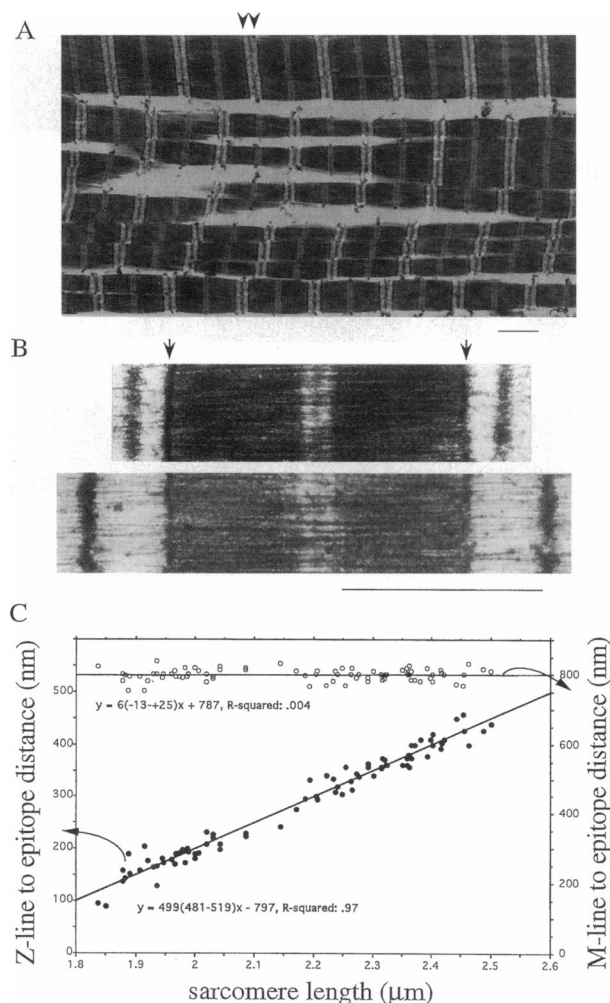 A
B
C
Z-line to epitope distance (nm)
M-line to epitope distance (nm)
500
400
300
200
100
0
800
600
400
200
0
y = 6(-13-+25)x + 787, R-squared: .004
y = 499(481-519)x - 797, R-squared: .97
1.8 1.9 2 2.1 2.2 2.3 2.4 2.5 2.6
sarcomere length (μm)